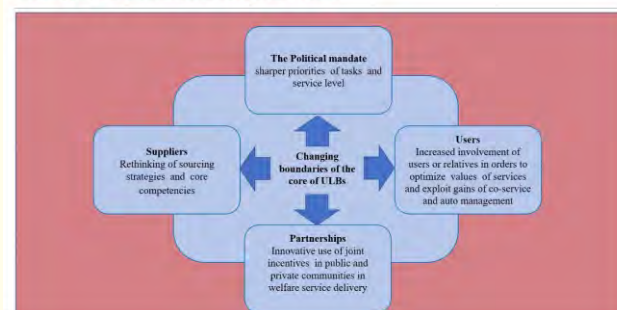 The Political mandate
sharper priorities of tasks and
service level
Suppliers
Rethinking of sourcing
strategies and core
competencies
Changing
boundaries of the
core of ULBs
Users
Increased involvement of
users or relatives in orders to
optimize values of services
and exploit gains of co-service
and auto management
Partnerships
Innovative use of joint
incentives in public and
private communities in
welfare service delivery